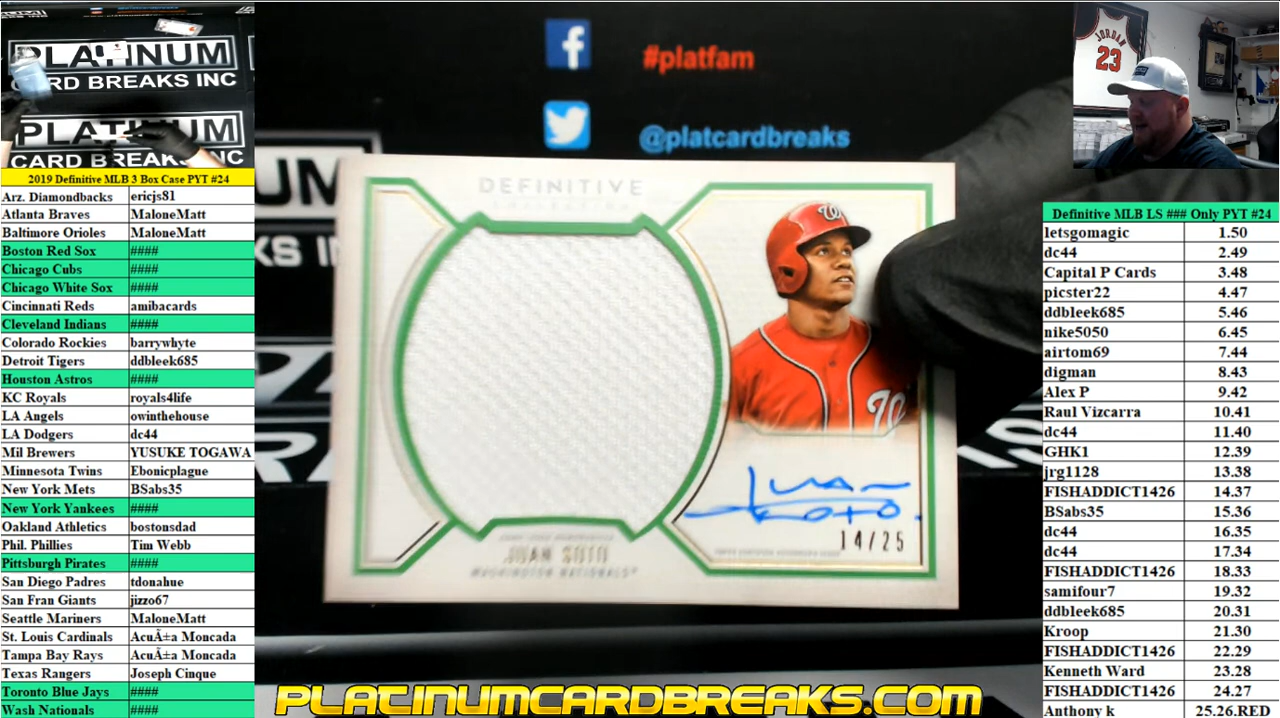 PLATINUM
CARD BREAKS INC
PLATINUM
CARD BREAKS INC
2019 Definitive MLB 3 Box Case PYT #24
Arz. Diamondbacks ericjs81
Atlanta Braves MaloneMatt
Baltimore Orioles MaloneMatt
Boston Red Sox ####
Chicago Cubs ####
Chicago White Sox ####
Cincinnati Reds amibacards
Cleveland Indians ####
Colorado Rockies barrywhyte
Detroit Tigers ddbleek685
Houston Astros ####
KC Royals royals4life
LA Angels owinthehouse
LA Dodgers dc44
Mil Brewers YUSUKE TOGAWA
Minnesota Twins Ebonicplague
New York Mets BSabs35
New York Yankees ####
Oakland Athletics bostonsdad
Phil. Phillies Tim Webb
Pittsburgh Pirates ####
San Diego Padres tdonahue
San Fran Giants jizzo67
Seattle Mariners MaloneMatt
St. Louis Cardinals AcuÃ±a Moncada
Tampa Bay Rays AcuÃ±a Moncada
Texas Rangers Joseph Cinque
Toronto Blue Jays ####
Wash Nationals ####
#platfam
@platcardbreaks
DEFINITIVE
COLLECTION
W
Juan Soto
14/25
JUAN SOTO
WASHINGTON NATIONALS®
PLATINUMCARDBREAKS.COM
JORDAN
23
Definitive MLB LS ### Only PYT #24
letsgomagic 1.50
dc44 2.49
Capital P Cards 3.48
picster22 4.47
ddbleek685 5.46
nike5050 6.45
airtom69 7.44
digman 8.43
Alex P 9.42
Raul Vizcarra 10.41
dc44 11.40
GHK1 12.39
jrg1128 13.38
FISHADDICT1426 14.37
BSabs35 15.36
dc44 16.35
dc44 17.34
FISHADDICT1426 18.33
samifour7 19.32
ddbleek685 20.31
Kroop 21.30
FISHADDICT1426 22.29
Kenneth Ward 23.28
FISHADDICT1426 24.27
Anthony k 25.26.RED